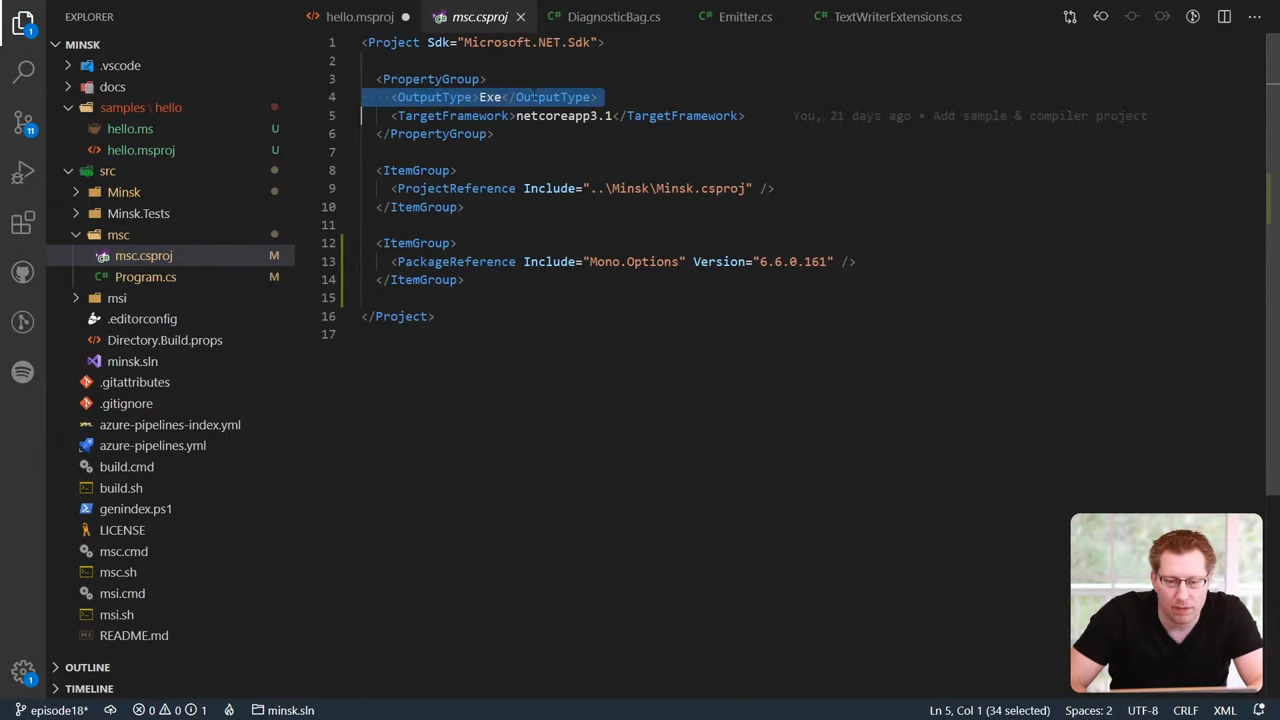 EXPLORER
hello.msproj
msc.csproj
DiagnosticBag.cs
Emitter.cs
TextWriterExtensions.cs
MINSK
.vscode
docs
samples \ hello
hello.ms U
hello.msproj U
src
Minsk
Minsk.Tests
msc
msc.csproj M
Program.cs M
msi
.editorconfig
Directory.Build.props
minsk.sln
.gitattributes
.gitignore
azure-pipelines-index.yml
azure-pipelines.yml
build.cmd
build.sh
genindex.ps1
LICENSE
msc.cmd
msc.sh
msi.cmd
msi.sh
README.md
OUTLINE
TIMELINE
1
11
1
1 <Project Sdk="Microsoft.NET.Sdk">
2
3 <PropertyGroup>
4 ····<OutputType>Exe</OutputType>
5 <TargetFramework>netcoreapp3.1</TargetFramework> You, 21 days ago • Add sample & compiler project
6 </PropertyGroup>
7
8 <ItemGroup>
9 <ProjectReference Include="..\Minsk\Minsk.csproj" />
10 </ItemGroup>
11
12 <ItemGroup>
13 <PackageReference Include="Mono.Options" Version="6.6.0.161" />
14 </ItemGroup>
15
16 </Project>
17
episode18* 0 0 1 minsk.sln Ln 5, Col 1 (34 selected) Spaces: 2 UTF-8 CRLF XML